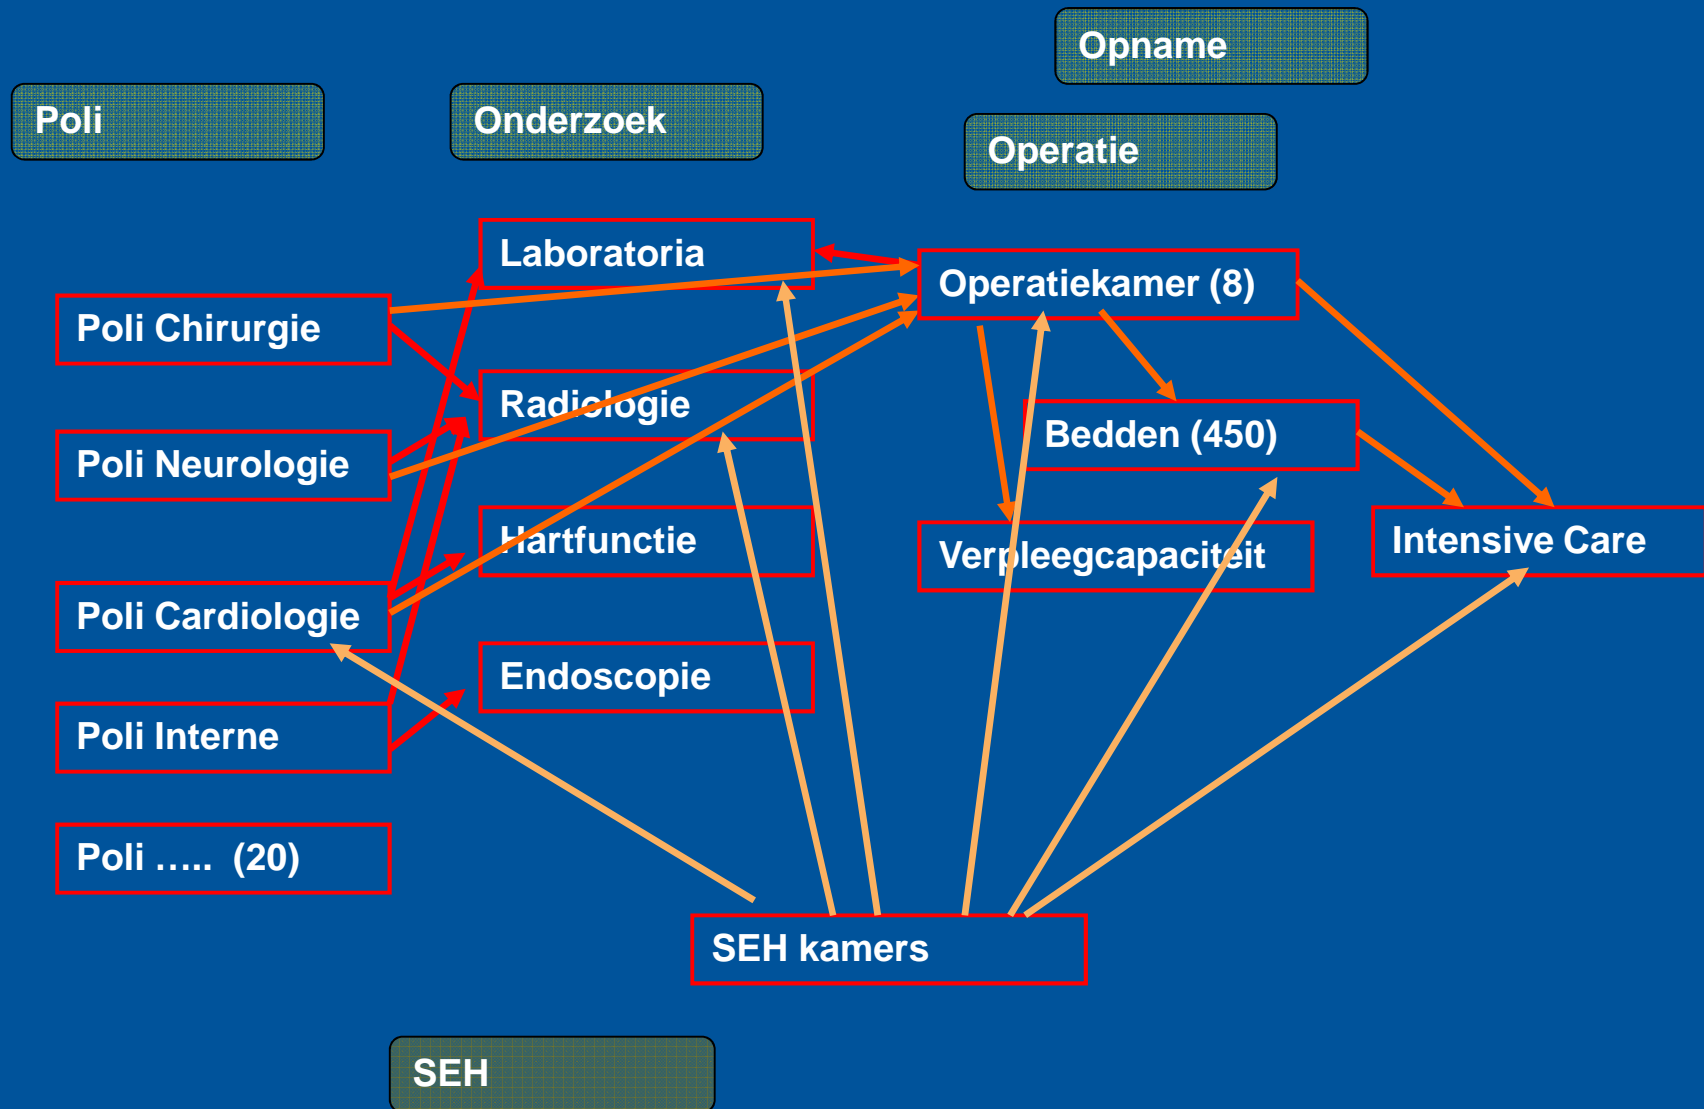 Opname
Poli
Onderzoek
Operatie
Laboratoria
Operatiekamer (8)
Poli Chirurgie
Radiologie
Bedden (450)
Poli Neurologie
Hartfunctie
Verpleegcapaciteit
Intensive Care
Poli Cardiologie
Endoscopie
Poli Interne
Poli ….. (20)
SEH kamers
SEH